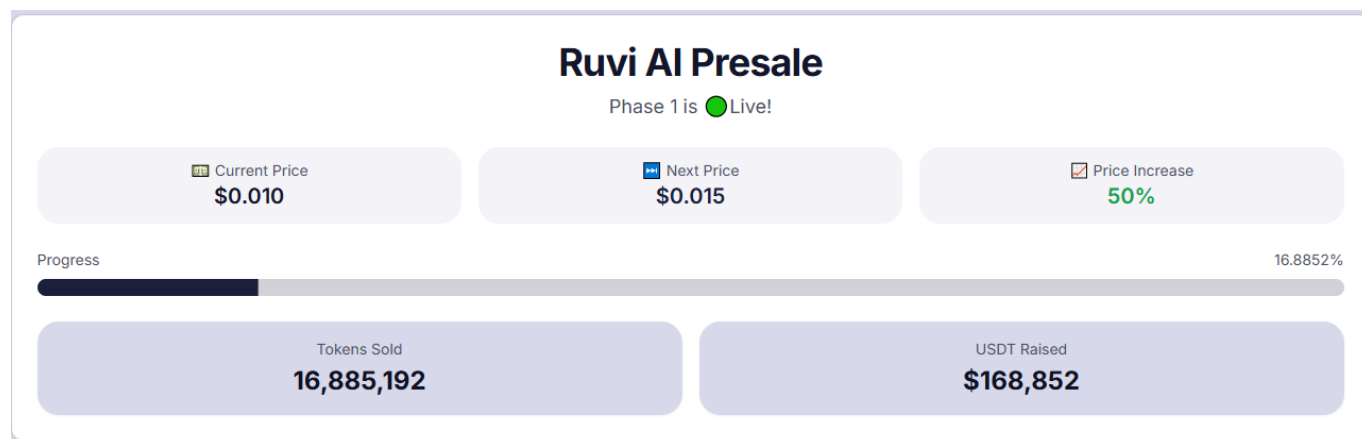 Ruvi AI Presale
Phase 1 is 🟢Live!
💵 Current Price
$0.010
⏭️ Next Price
$0.015
📈 Price Increase
50%
Progress
16.8852%
Tokens Sold
16,885,192
USDT Raised
$168,852